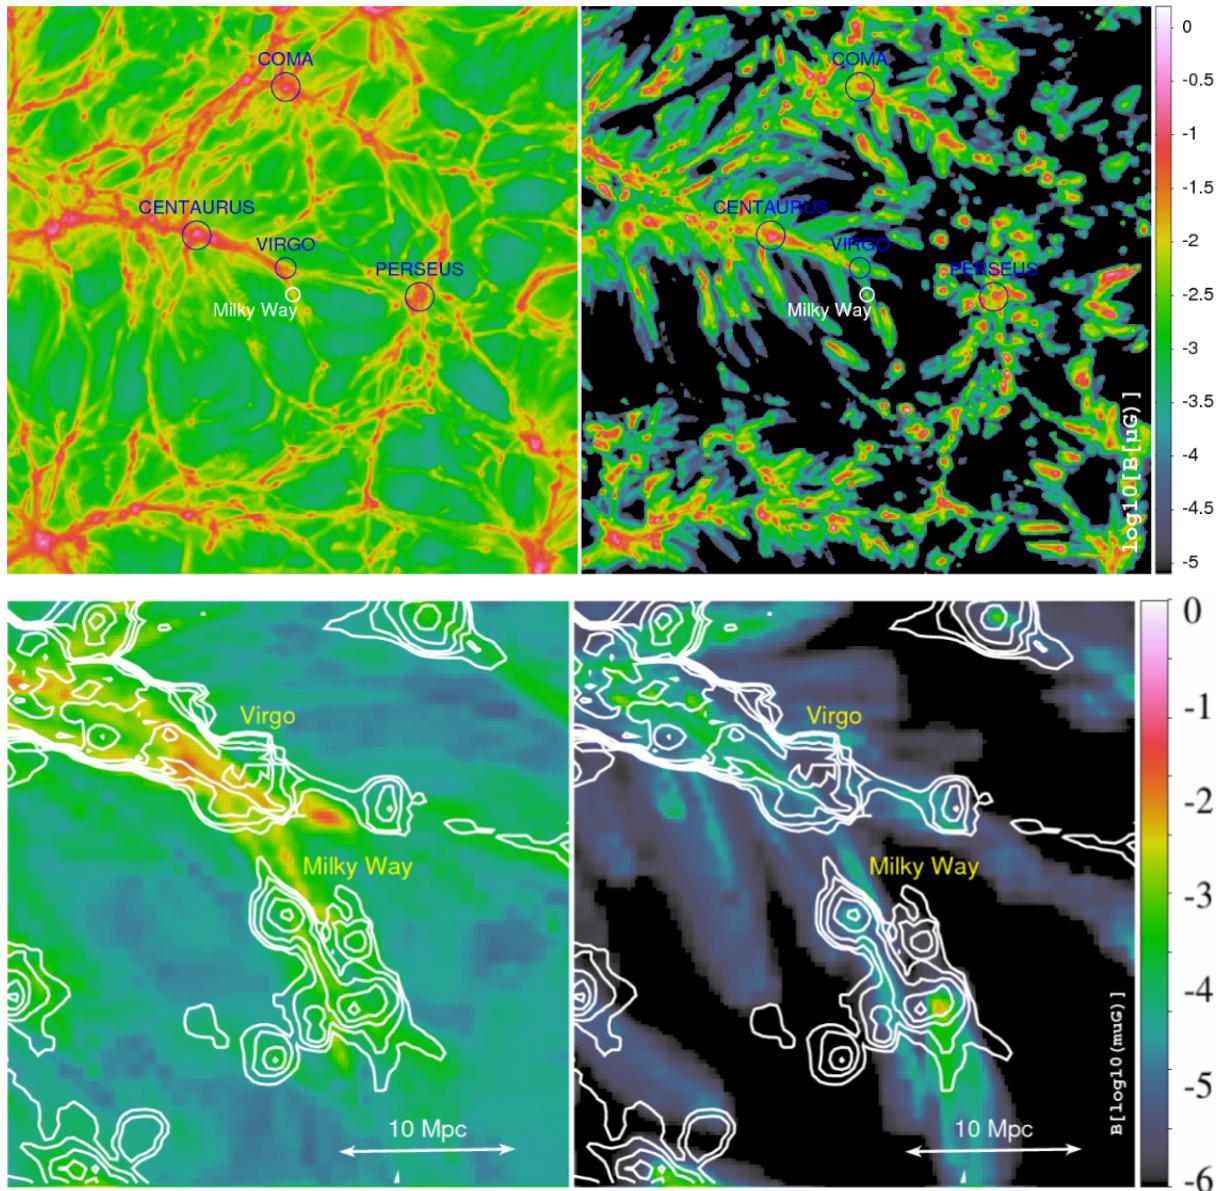 COMA
CENTAURUS
VIRGO
PERSEUS
Milky Way
COMA
CENTAURUS
VIRGO
PERSEUS
Milky Way
log10[B[μG)]
0
-0.5
-1
-1.5
-2
-2.5
-3
-3.5
-4
-4.5
-5
Virgo
Milky Way
10 Mpc
Virgo
Milky Way
10 Mpc
B[log10(muG)]
0
-1
-2
-3
-4
-5
-6